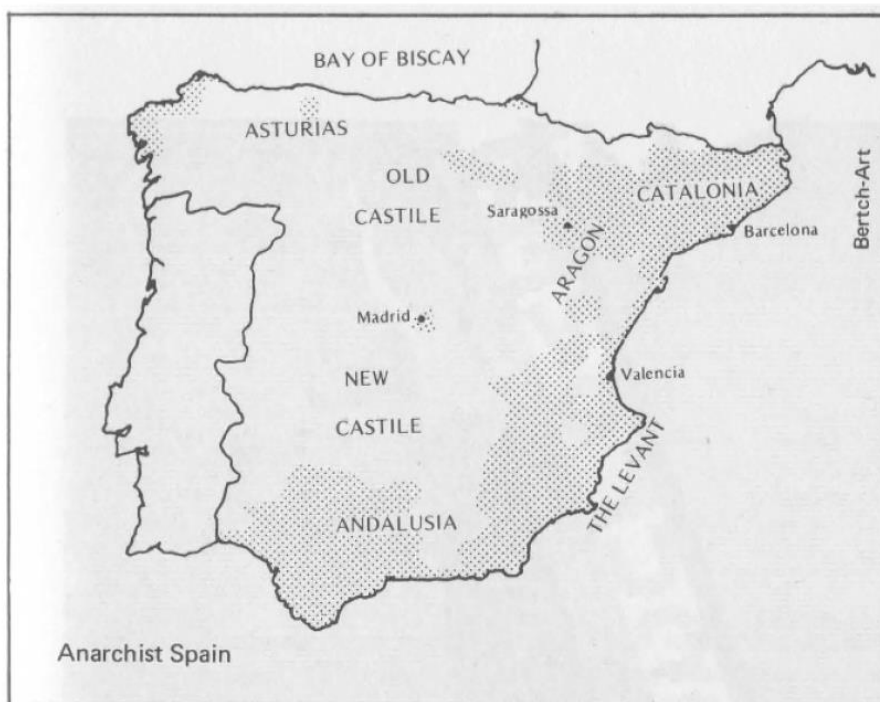 BAY OF BISCAY
ASTURIAS
OLD
CASTILE
CATALONIA
Saragossa
Barcelona
ARAGON
Bertch-Art
Madrid
NEW
CASTILE
Valencia
THE LEVANT
ANDALUSIA
Anarchist Spain